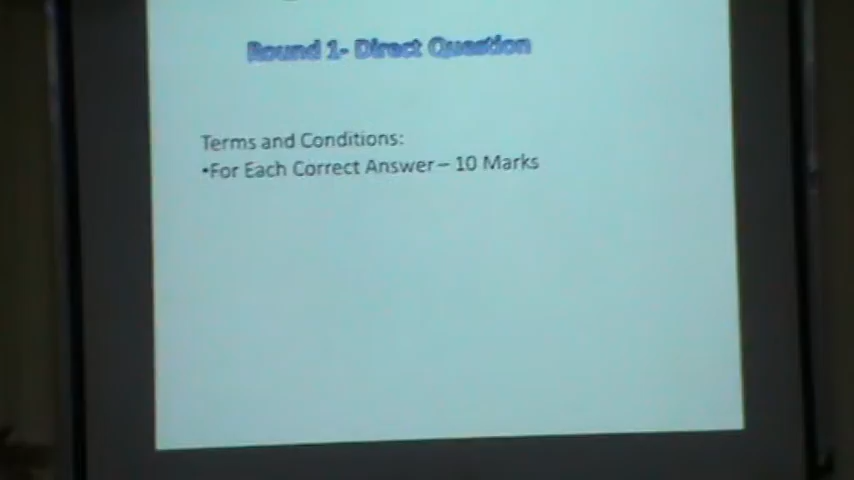 Round 1- Direct Question
Terms and Conditions:
•For Each Correct Answer – 10 Marks